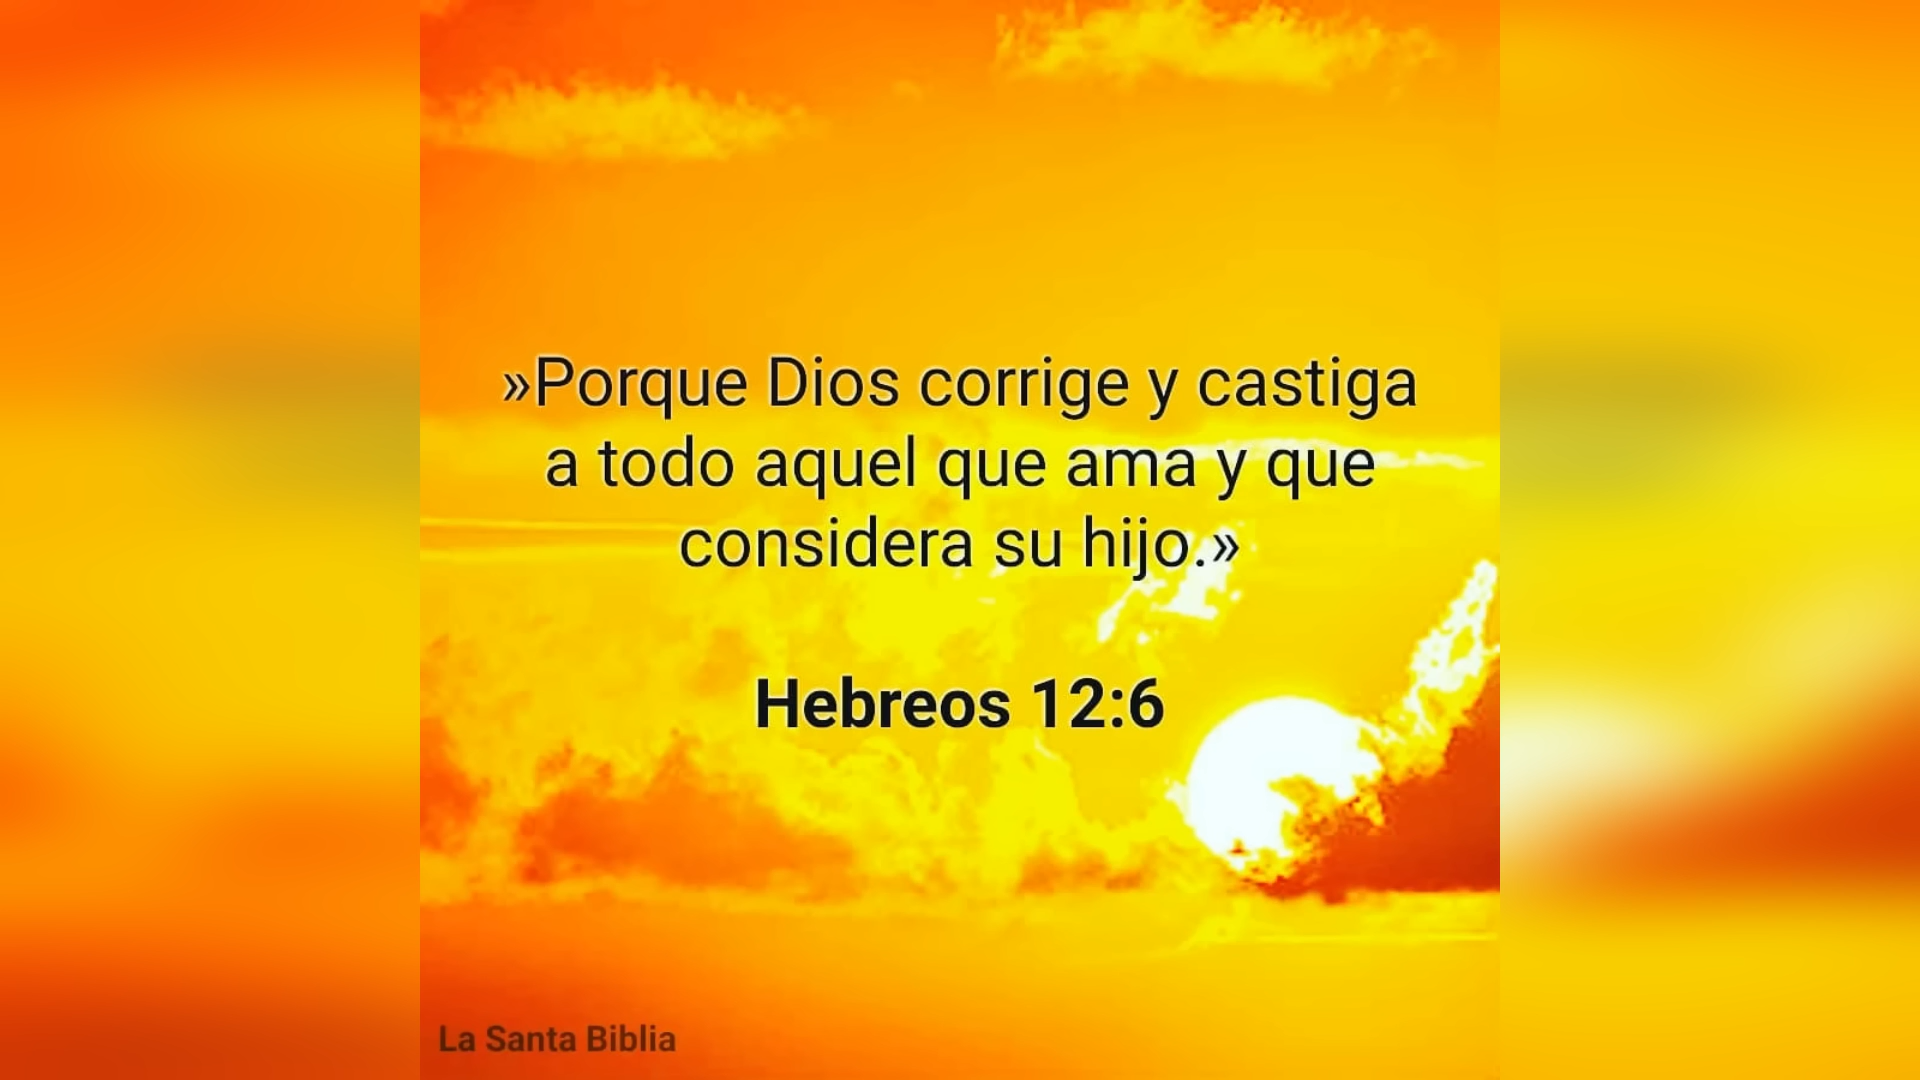 »Porque Dios corrige y castiga
a todo aquel que ama y que
considera su hijo.»
Hebreos 12:6
La Santa Biblia